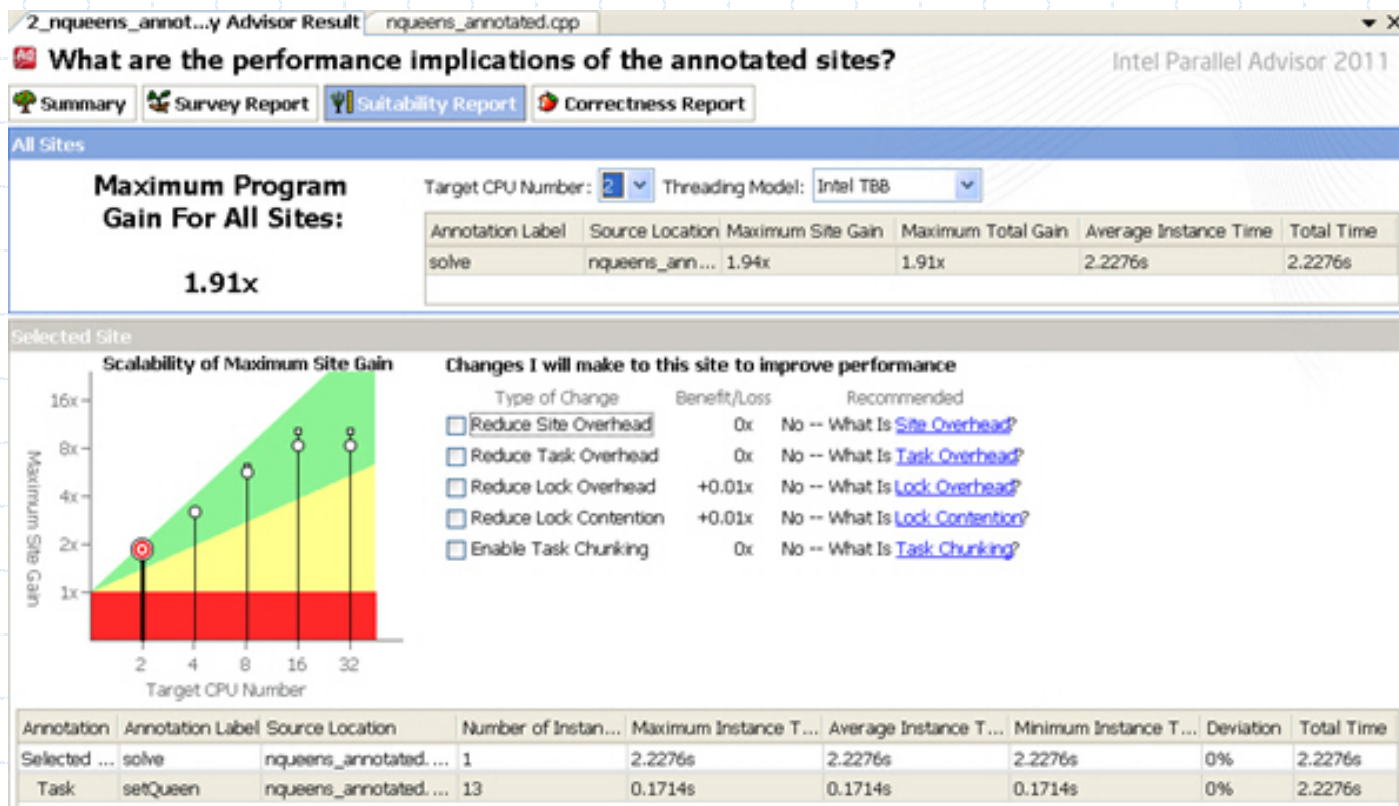 2_nqueens_annot...y Advisor Result nqueens_annotated.cpp
What are the performance implications of the annotated sites? Intel Parallel Advisor 2011
Summary Survey Report Suitability Report Correctness Report
All Sites
Maximum Program
Gain For All Sites:
1.91x
Target CPU Number: 2 Threading Model: Intel TBB
Annotation Label Source Location Maximum Site Gain Maximum Total Gain Average Instance Time Total Time
solve nqueens_ann... 1.94x 1.91x 2.2276s 2.2276s
Selected Site
Scalability of Maximum Site Gain
Maximum Site Gain
16x
8x
4x
2x
1x
2 4 8 16 32
Target CPU Number
Changes I will make to this site to improve performance
Type of Change Benefit/Loss Recommended
Reduce Site Overhead 0x No -- What Is Site Overhead?
Reduce Task Overhead 0x No -- What Is Task Overhead?
Reduce Lock Overhead +0.01x No -- What Is Lock Overhead?
Reduce Lock Contention +0.01x No -- What Is Lock Contention?
Enable Task Chunking 0x No -- What Is Task Chunking?
Annotation Annotation Label Source Location Number of Instan... Maximum Instance T... Average Instance T... Minimum Instance T... Deviation Total Time
Selected ... solve nqueens_annotated.... 1 2.2276s 2.2276s 2.2276s 0% 2.2276s
Task setQueen nqueens_annotated.... 13 0.1714s 0.1714s 0.1714s 0% 2.2276s